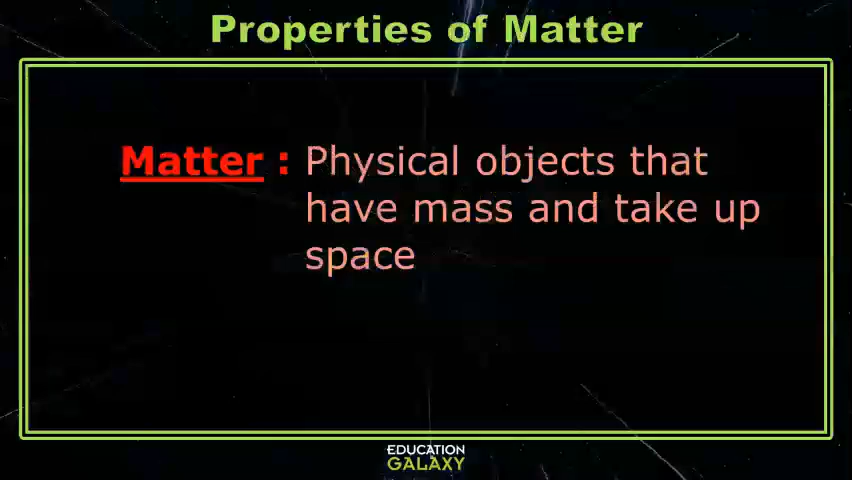 Properties of Matter
Matter : Physical objects that
have mass and take up
space
EDUCATION
GALAXY